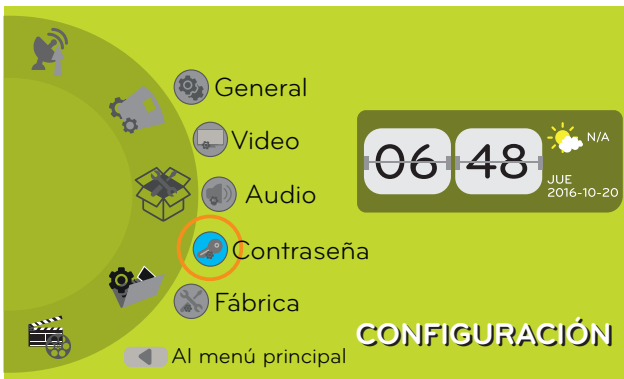 General
Video
Audio
Contraseña
Fábrica
Al menú principal
06 48
N/A
JUE
2016-10-20
CONFIGURACIÓN